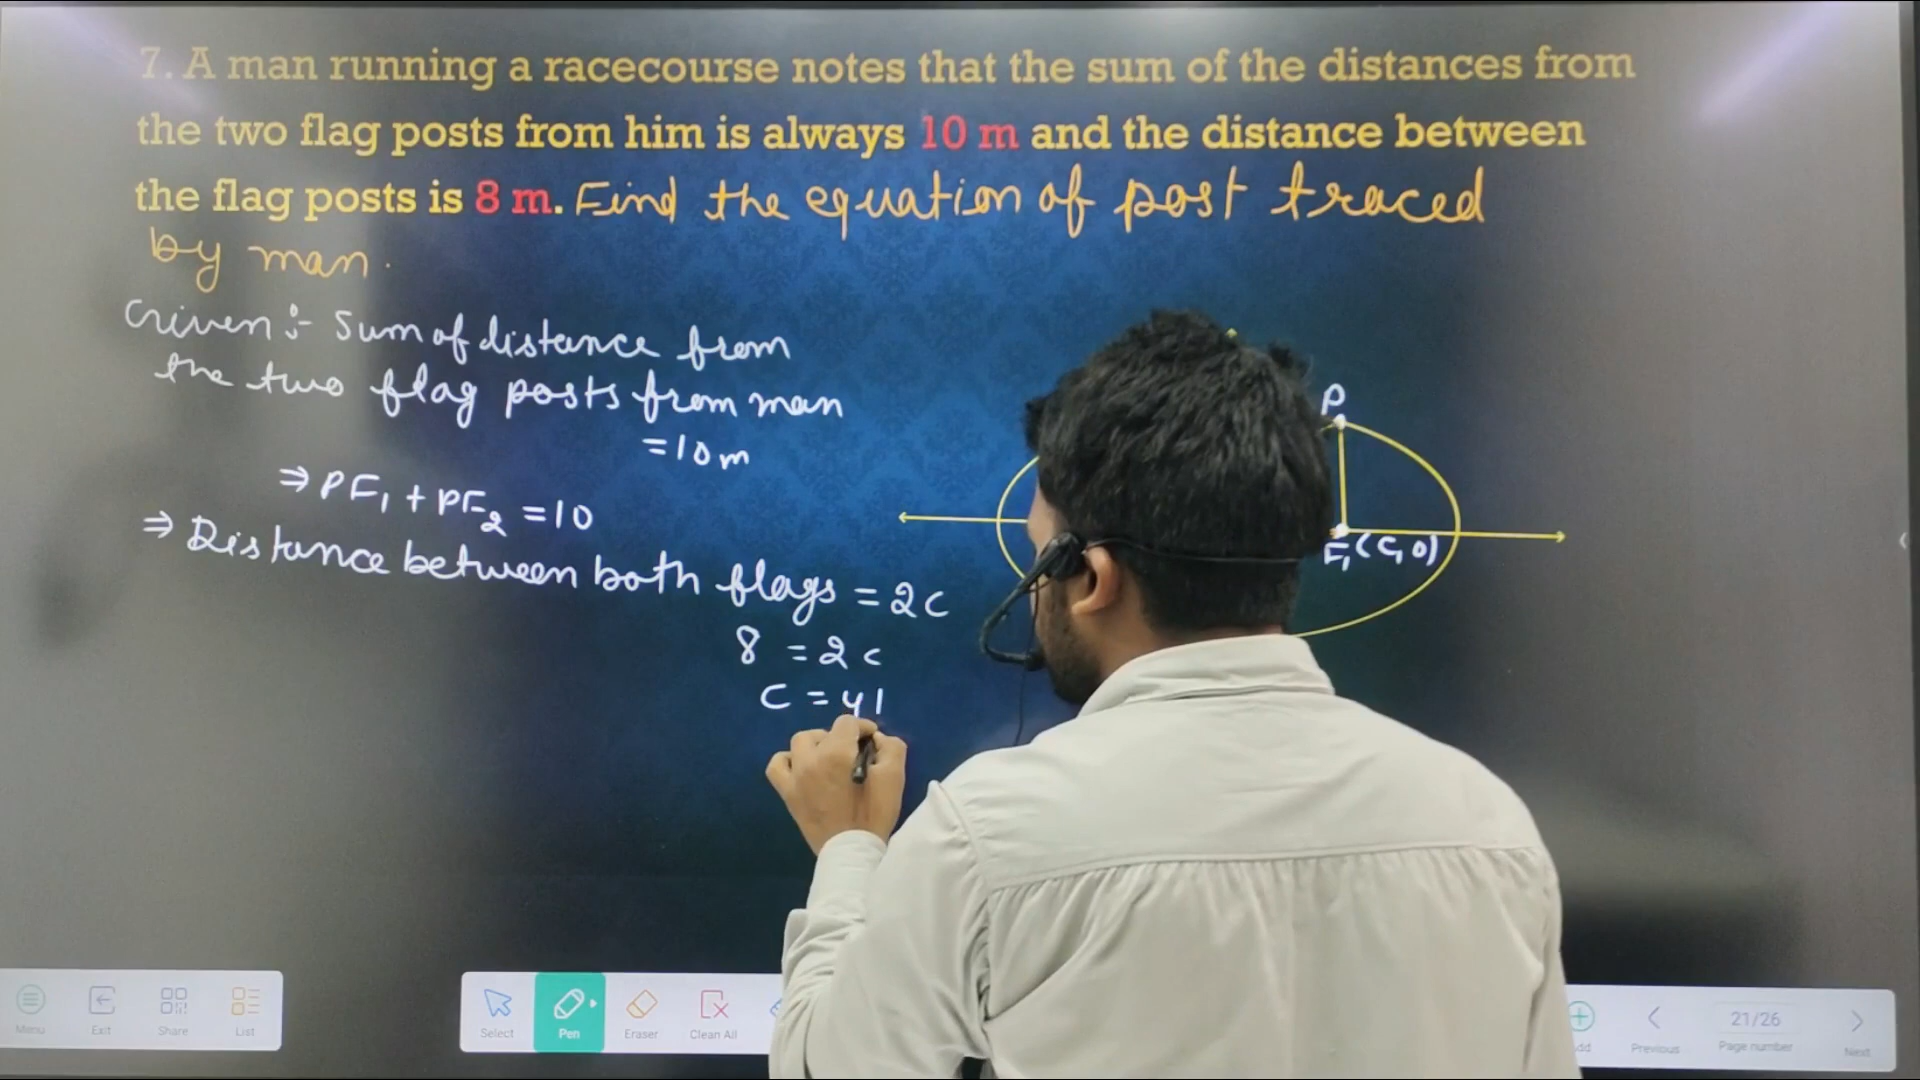 7. A man running a racecourse notes that the sum of the distances from
the two flag posts from him is always 10 m and the distance between
the flag posts is 8 m. Find the equation of post traced
by man.
Given :- Sum of distance from
the two flag posts from man
= 10 m
⇒ PF₁ + PF₂ = 10
⇒ Distance between both flags = 2c
8 = 2c
c = 4
P
F₁(c, 0)
Menu
Exit
Share
List
Select
Pen
Eraser
Clean All
Previous
21/26
Page number
Next